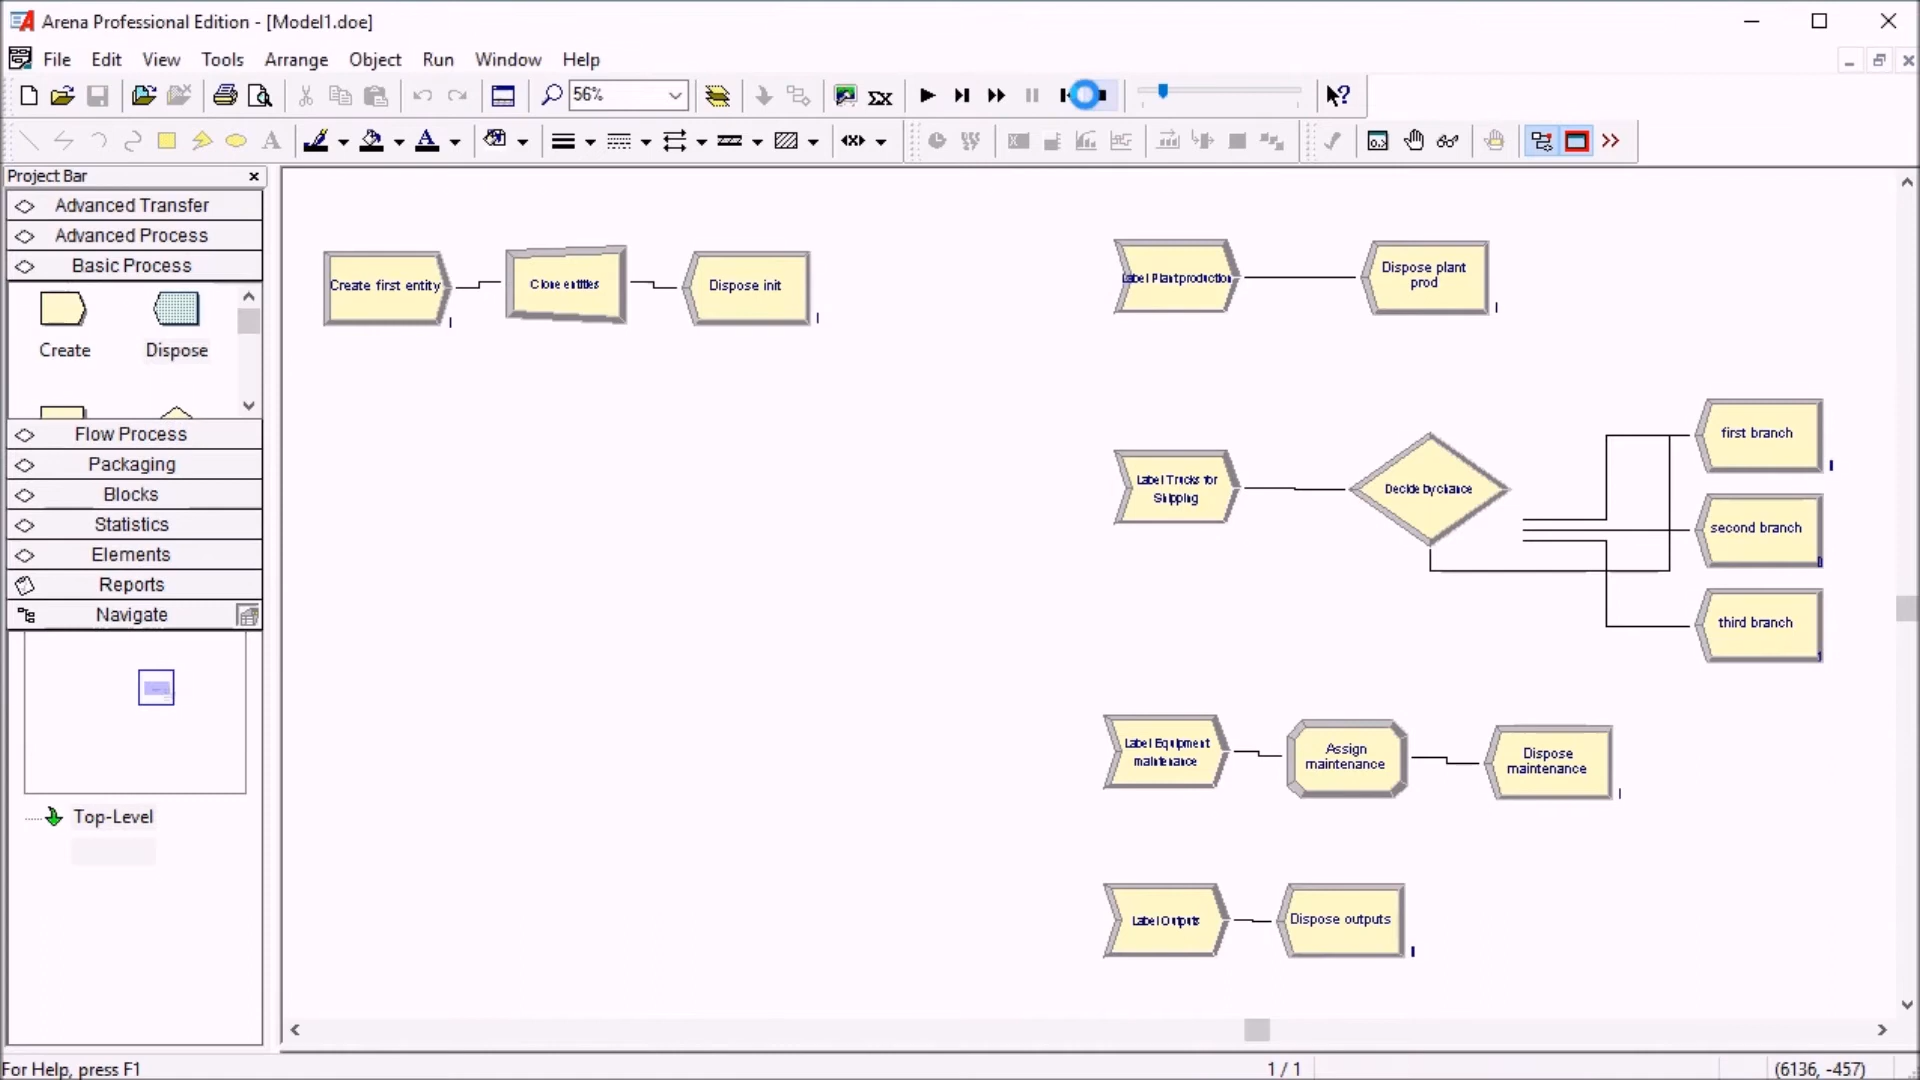 Arena Professional Edition - [Model1.doe]
File Edit View Tools Arrange Object Run Window Help
56%
Project Bar
Advanced Transfer
Advanced Process
Basic Process
Create Dispose
Flow Process
Packaging
Blocks
Statistics
Elements
Reports
Navigate
Top-Level
Create first entity
Clone entities
Dispose init
Label Plant production
Dispose plant
prod
Label Trucks for
Shipping
Decide by chance
first branch
second branch
third branch
Label Equipment
maintenance
Assign
maintenance
Dispose
maintenance
Label Outputs
Dispose outputs
For Help, press F1
1 / 1
(6136, -457)